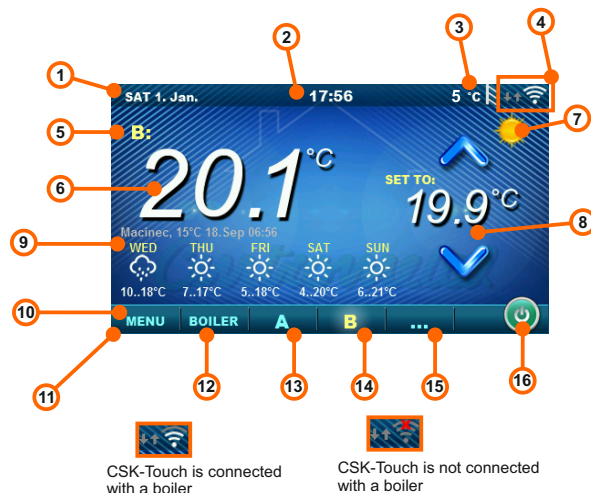 2
3
4
1
SAT 1. Jan.
17:56
5 °C
5
B:
7
6
20.1°C
SET TO:
19.9°C
8
Macinec, 15°C 18.Sep 06:56
9
WED THU FRI SAT SUN
10..18°C 7..17°C 5..18°C 4..20°C 6..21°C
10
MENU BOILER A B ...
11
12
13
14
15
16
CSK-Touch is connected
with a boiler
CSK-Touch is not connected
with a boiler